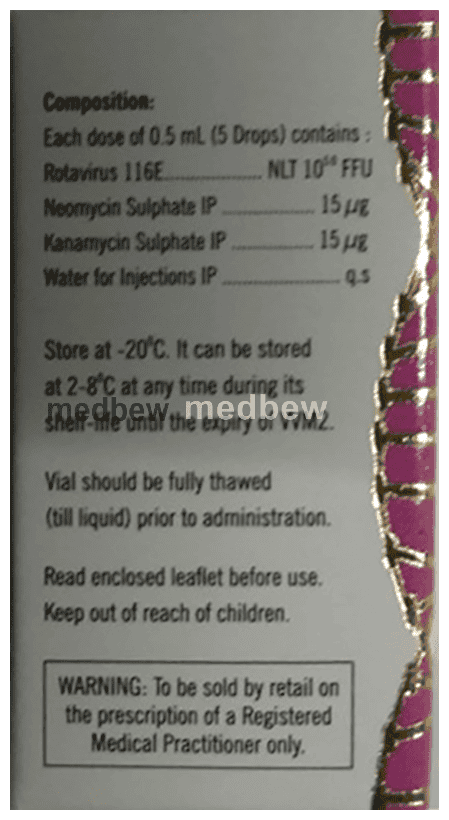 Composition:
Each dose of 0.5 mL (5 Drops) contains :
Rotavirus 116E.................... NLT 10⁵·⁶ FFU
Neomycin Sulphate IP .................. 15 µg
Kanamycin Sulphate IP ................ 15 µg
Water for Injections IP ....................... q.s
Store at -20°C. It can be stored
at 2-8°C at any time during its
medbew medbew
shelf-life until the expiry of VVM2.
Vial should be fully thawed
(till liquid) prior to administration.
Read enclosed leaflet before use.
Keep out of reach of children.
WARNING: To be sold by retail on
the prescription of a Registered
Medical Practitioner only.